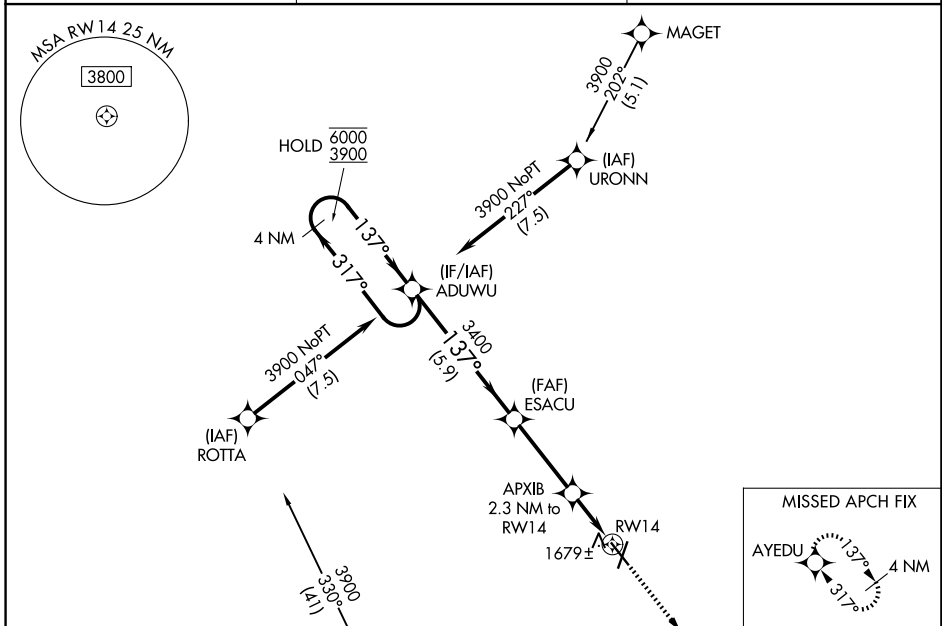 MSA RW14 25 NM
3800
MAGET
3900
202°
(5.1)
HOLD
6000
3900
(IAF)
URONN
3900 NoPT
227°
(7.5)
4 NM
137°
317°
(IF/IAF)
ADUWU
3900 NoPT
047°
(7.5)
3400
137°
(5.9)
(IAF)
ROTTA
(FAF)
ESACU
APXIB
2.3 NM to
RW14
RW14
1679±
3900
330°
(41)
MISSED APCH FIX
AYEDU
137°
4 NM
317°